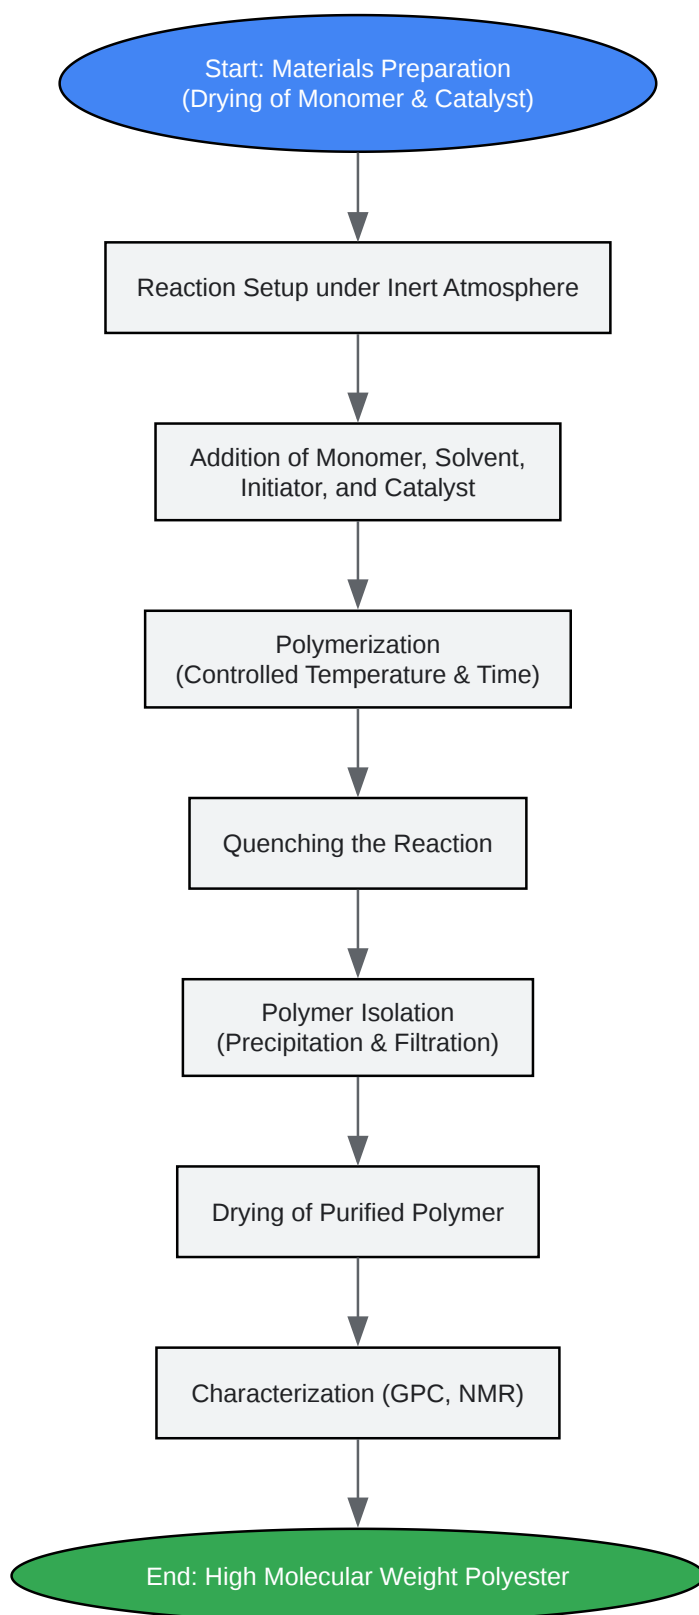 Start: Materials Preparation
(Drying of Monomer & Catalyst)
Reaction Setup under Inert Atmosphere
Addition of Monomer, Solvent,
Initiator, and Catalyst
Polymerization
(Controlled Temperature & Time)
Quenching the Reaction
Polymer Isolation
(Precipitation & Filtration)
Drying of Purified Polymer
Characterization (GPC, NMR)
End: High Molecular Weight Polyester